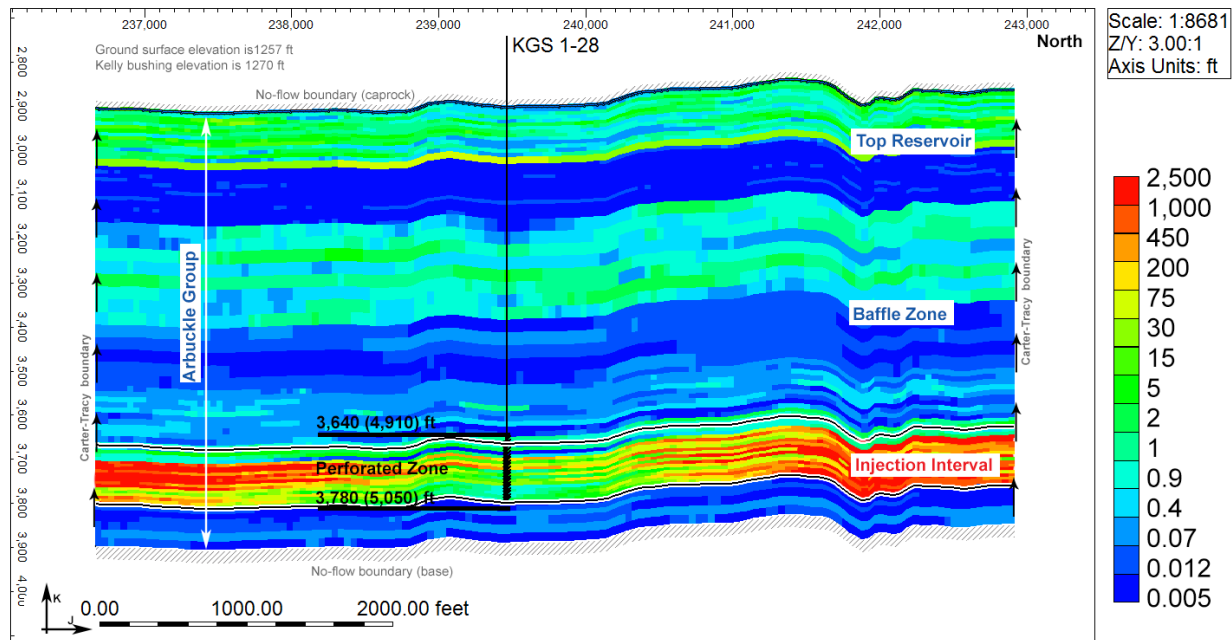 237,000 238,000 239,000 240,000 241,000 242,000 243,000
Scale: 1:8681
Z/Y: 3.00:1
Axis Units: ft
Ground surface elevation is1257 ft
Kelly bushing elevation is 1270 ft
KGS 1-28
North
No-flow boundary (caprock)
2,800
2,900
3,000
3,100
3,200
3,300
3,400
3,500
3,600
3,700
3,800
3,900
4,0
Top Reservoir
Arbuckle Group
Baffle Zone
Carter-Tracy boundary
Carter-Tracy boundary
3,640 (4,910) ft
Perforated Zone
Injection Interval
3,780 (5,050) ft
No-flow boundary (base)
2,500
1,000
450
200
75
30
15
5
2
1
0.9
0.4
0.07
0.012
0.005
K
J
0.00 1000.00 2000.00 feet